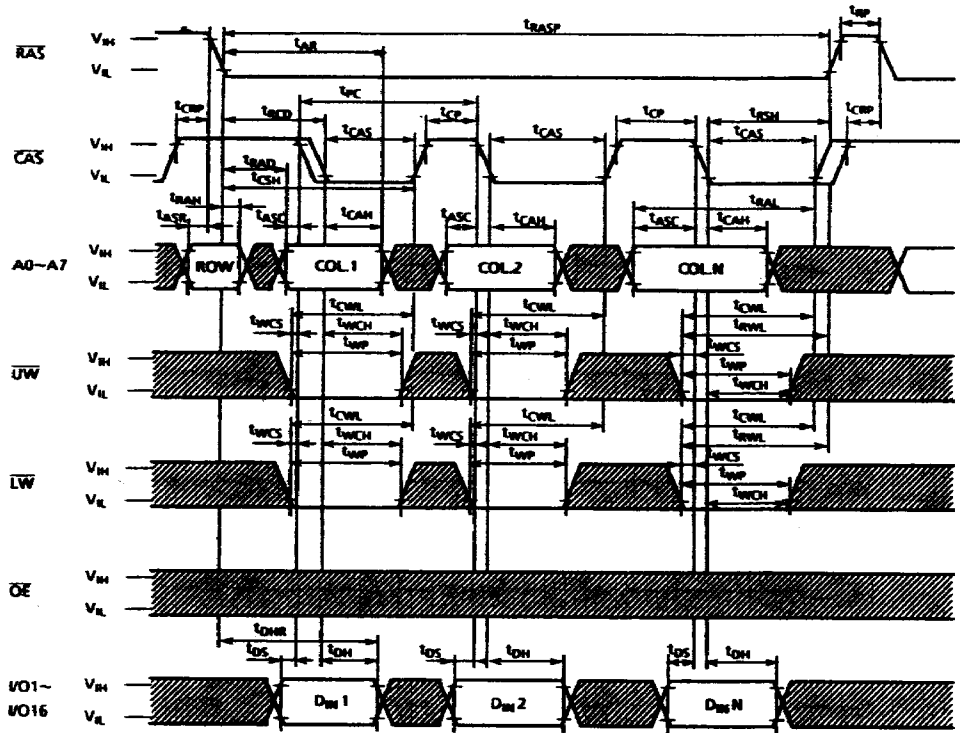 tRP
tRASP
tAR
RAS
VIH
VIL
tPC
tCRP
tRCD
tCP
tCP
tRSH
tCRP
tCAS
tCAS
tCAS
CAS
VIH
VIL
tRAD
tCSH
tRAH
tRAL
tASR
tASC
tCAH
tASC
tCAH
tASC
tCAH
A0~A7
VIH
VIL
ROW
COL.1
COL.2
COL.N
tCWL
tCWL
tCWL
tWCS
tWCH
tWCS
tWCH
tRWL
tWP
tWP
tWCS
UW
VIH
VIL
tWP
tWCH
tCWL
tCWL
tCWL
tWCS
tWCH
tWCS
tWCH
tRWL
tWP
tWP
tWCS
LW
VIH
VIL
tWP
tWCH
OE
VIH
VIL
tDHR
tDS
tDH
tDS
tDH
tDS
tDH
I/O1~
I/O16
VIH
VIL
DIN 1
DIN 2
DIN N